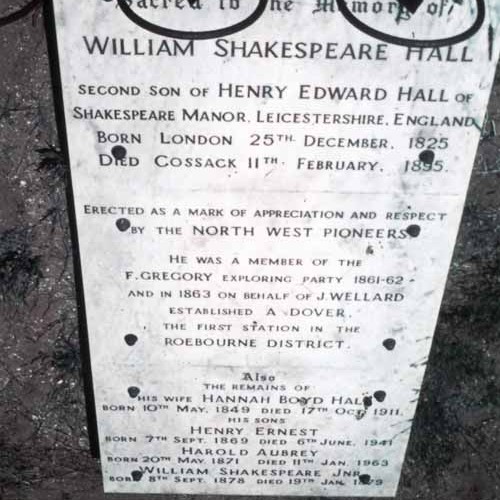 Sacred to the Memory of
WILLIAM SHAKESPEARE HALL
SECOND SON OF HENRY EDWARD HALL OF
SHAKESPEARE MANOR, LEICESTERSHIRE, ENGLAND
BORN LONDON 25TH. DECEMBER, 1825
DIED COSSACK 11TH. FEBRUARY, 1895.
ERECTED AS A MARK OF APPRECIATION AND RESPECT
BY THE NORTH WEST PIONEERS
HE WAS A MEMBER OF THE
F. GREGORY EXPLORING PARTY 1861-62 -
AND IN 1863 ON BEHALF OF J. WELLARD
ESTABLISHED A DOVER,
THE FIRST STATION IN THE
ROEBOURNE DISTRICT.
Also
THE REMAINS OF
HIS WIFE HANNAH BOYD HALL
BORN 10TH MAY, 1849 DIED 17TH OCT, 1911.
HIS SONS
HENRY ERNEST
BORN 7TH SEPT. 1869 DIED 6TH JUNE, 1941
HAROLD AUBREY
BORN 20TH MAY, 1871 DIED 11TH JAN, 1963
WILLIAM SHAKESPEARE JNR.
BORN 8TH SEPT. 1878 DIED 19TH JAN,